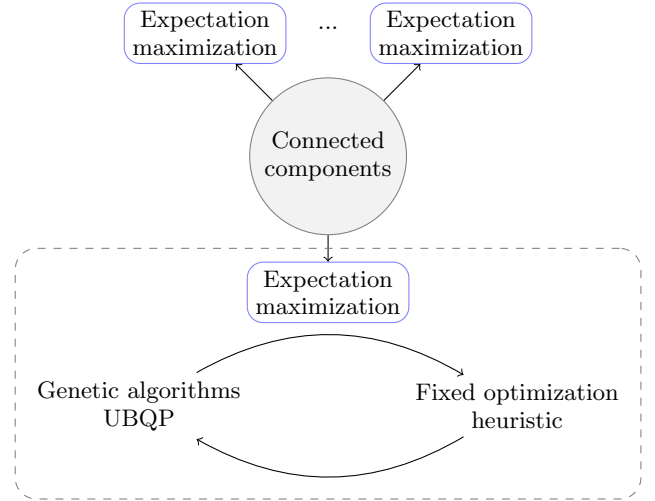 Expectation
maximization
...
Expectation
maximization
Connected
components
Expectation
maximization
Genetic algorithms
UBQP
Fixed optimization
heuristic